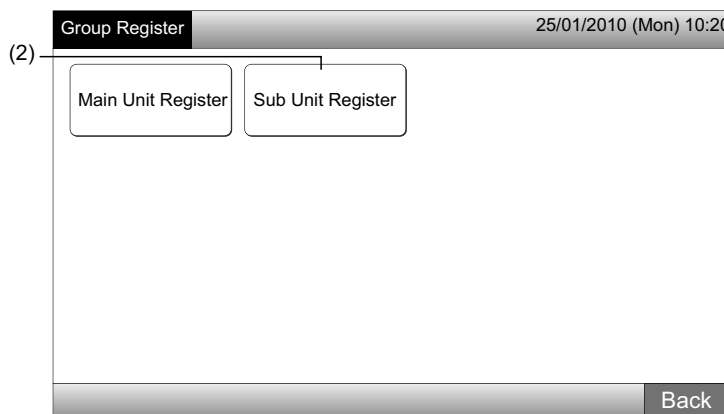 Group Register 25/01/2010 (Mon) 10:20
(2)
Main Unit Register Sub Unit Register
Back